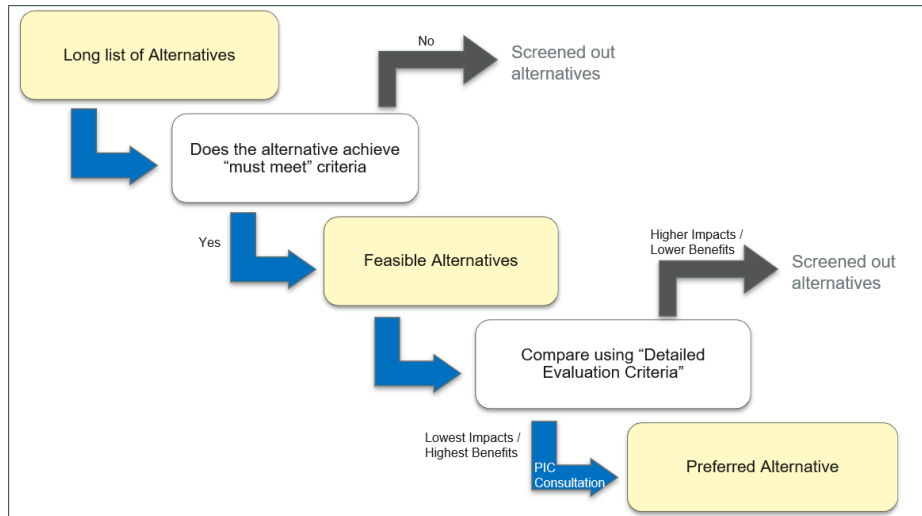 Long list of Alternatives
No
Screened out
alternatives
Does the alternative achieve
“must meet” criteria
Yes
Feasible Alternatives
Higher Impacts /
Lower Benefits
Screened out
alternatives
Compare using “Detailed
Evaluation Criteria”
Lowest Impacts /
Highest Benefits
PIC
Consultation
Preferred Alternative